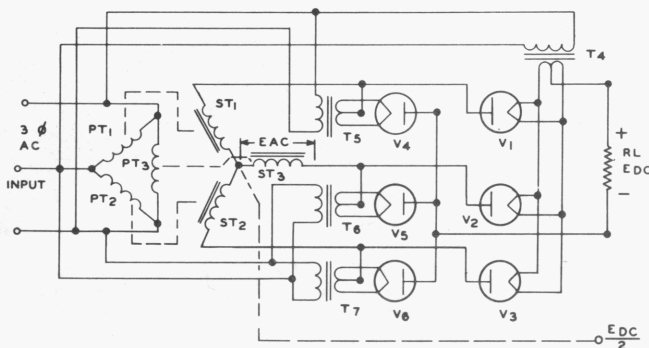 T4
ST1
PT1
3 Ø
AC
EAC
T5
V4
V1
+
RL
EDC
−
PT3
ST3
INPUT
PT2
ST2
T6
V5
V2
T7
V6
V3
EDC
2